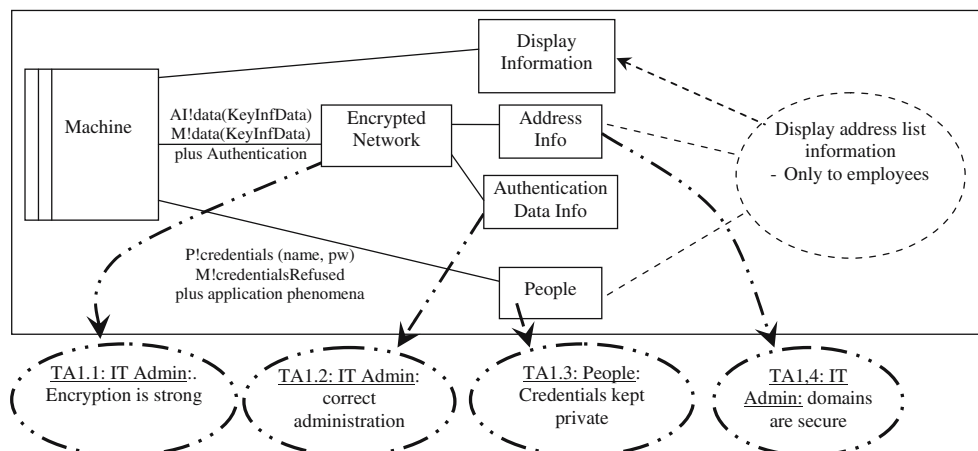 Display
Information
Machine
AI!data(KeyInfData)
M!data(KeyInfData)
plus Authentication
Encrypted
Network
Address
Info
Display address list
information
- Only to employees
Authentication
Data Info
P!credentials (name, pw)
M!credentialsRefused
plus application phenomena
People
TA1.1: IT Admin:.
Encryption is strong
TA1.2: IT Admin:
correct
administration
TA1.3: People:
Credentials kept
private
TA1,4: IT
Admin: domains
are secure